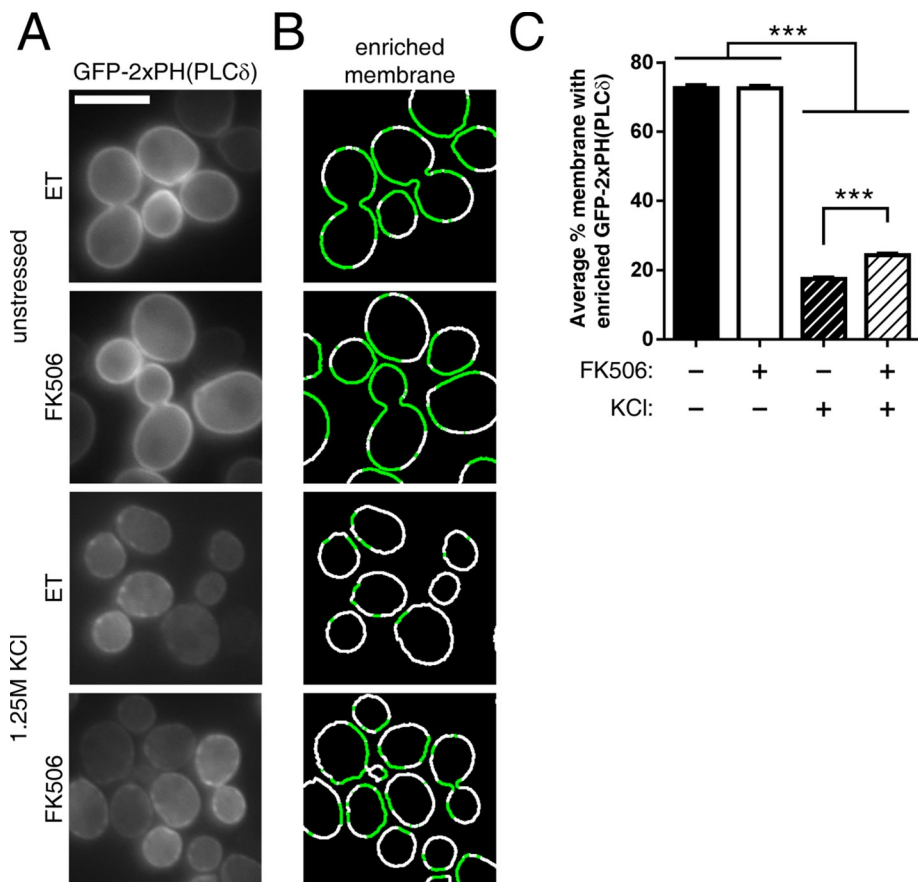 A
B
C
GFP-2xPH(PLCδ)
enriched
membrane
unstressed
ET
FK506
1.25M KCl
ET
FK506
Average % membrane with
enriched GFP-2xPH(PLCδ)
80
60
40
20
0
***
***
FK506: – + – +
KCl: – – + +